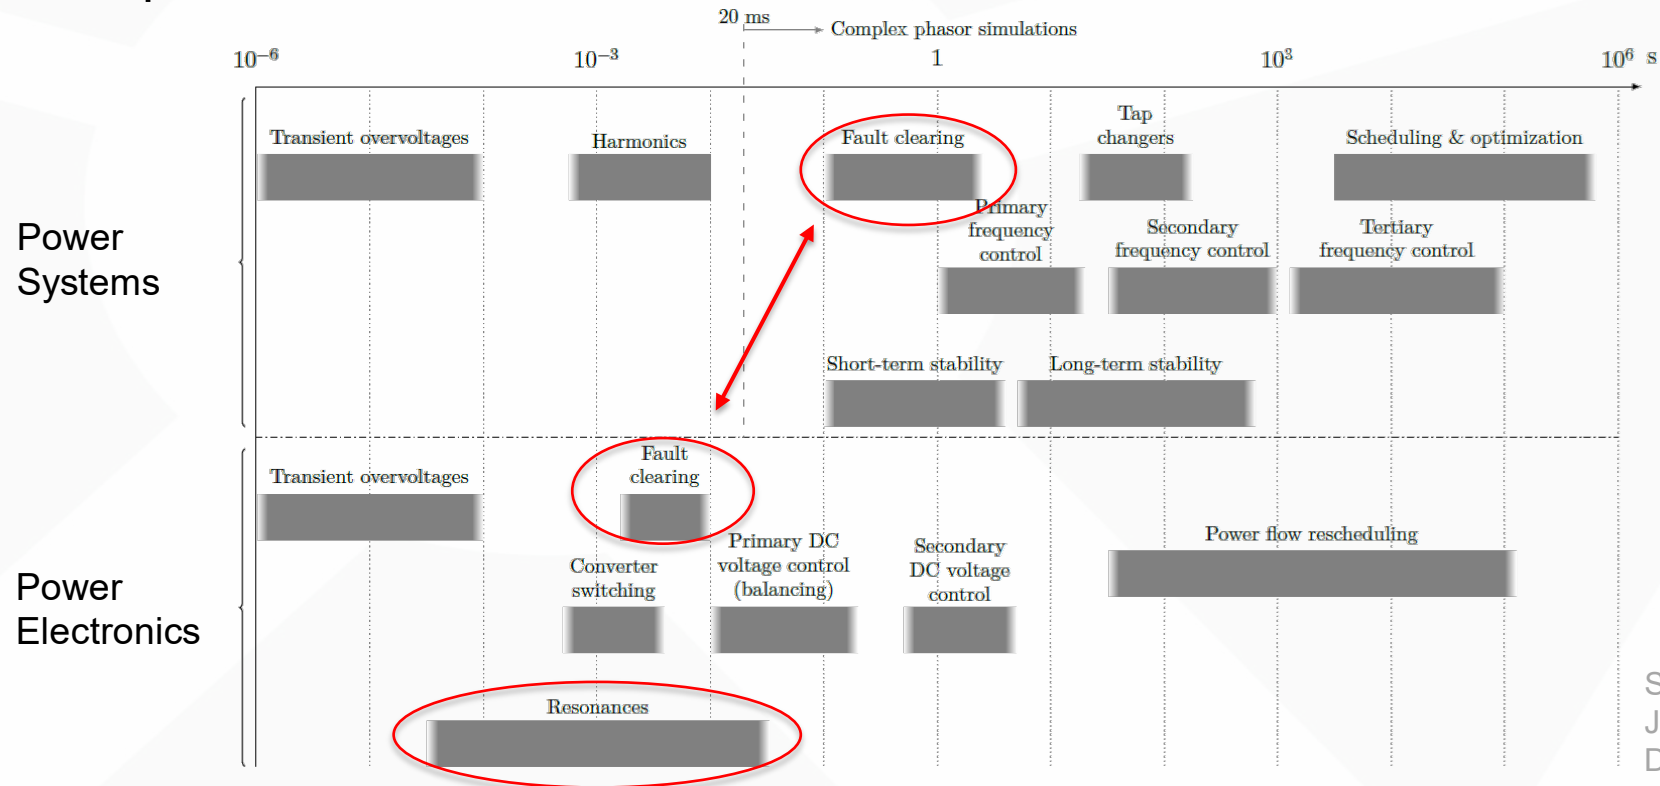 20 ms
Complex phasor simulations
10⁻⁶
10⁻³
1
10³
10⁶ s
Power
Systems
Transient overvoltages
Harmonics
Fault clearing
Tap
changers
Scheduling & optimization
Primary
frequency
control
Secondary
frequency control
Tertiary
frequency control
Short-term stability
Long-term stability
Power
Electronics
Transient overvoltages
Fault
clearing
Converter
switching
Primary DC
voltage control
(balancing)
Secondary
DC voltage
control
Power flow rescheduling
Resonances
S
J
D